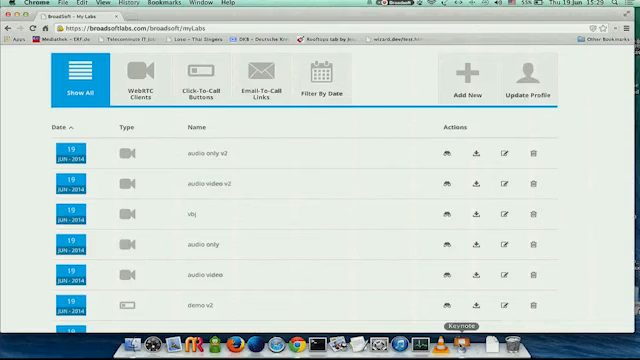 Chrome File Edit View History Bookmarks Window Help
BroadSoft 53% Thu 19 Jun 15:29
BroadSoft – My Labs
https://broadsoftlabs.com/broadsoft/myLabs
Apps
Other Bookmarks
Show All
WebRTC
Clients
Click-To-Call
Buttons
Email-To-Call
Links
Filter By Date
Add New
Update Profile
Date Type Name Actions
19
JUN - 2014
audio only v2
19
JUN - 2014
audio video v2
19
JUN - 2014
vbj
19
JUN - 2014
audio only
19
JUN - 2014
audio video
19
JUN - 2014
demo v2
19
Keynote